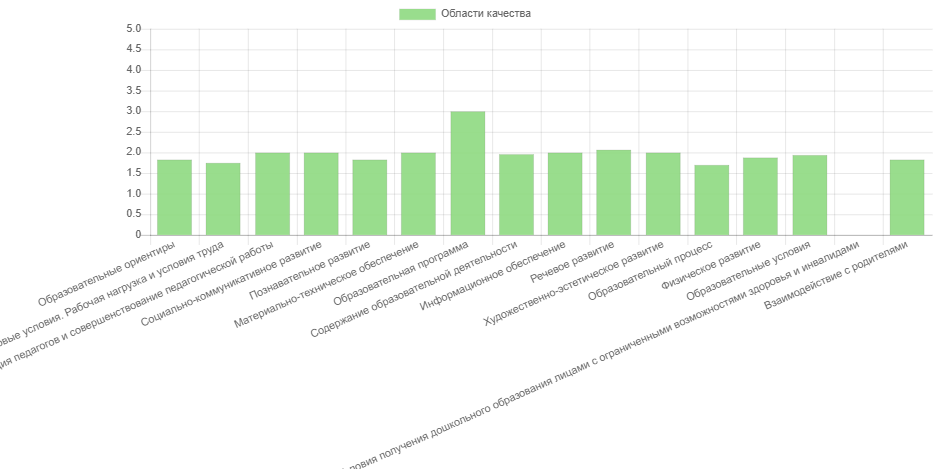 Области качества
5.0
4.5
4.0
3.5
3.0
2.5
2.0
1.5
1.0
0.5
0
Образовательные ориентиры
условия. Рабочая нагрузка и условия труда
педагогов и совершенствование педагогической работы
Социально-коммуникативное развитие
Познавательное развитие
Материально-техническое обеспечение
Образовательная программа
Содержание образовательной деятельности
Информационное обеспечение
Речевое развитие
Художественно-эстетическое развитие
Образовательный процесс
Физическое развитие
Образовательные условия
получения дошкольного образования лицами с ограниченными возможностями здоровья и инвалидами
Взаимодействие с родителями